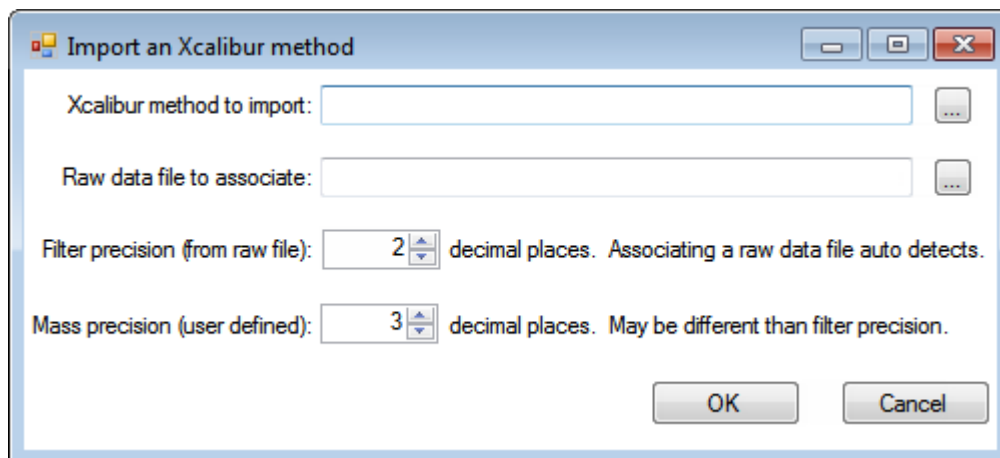 Import an Xcalibur method
Xcalibur method to import: ...
Raw data file to associate: ...
Filter precision (from raw file): 2 decimal places. Associating a raw data file auto detects.
Mass precision (user defined): 3 decimal places. May be different than filter precision.
OK Cancel